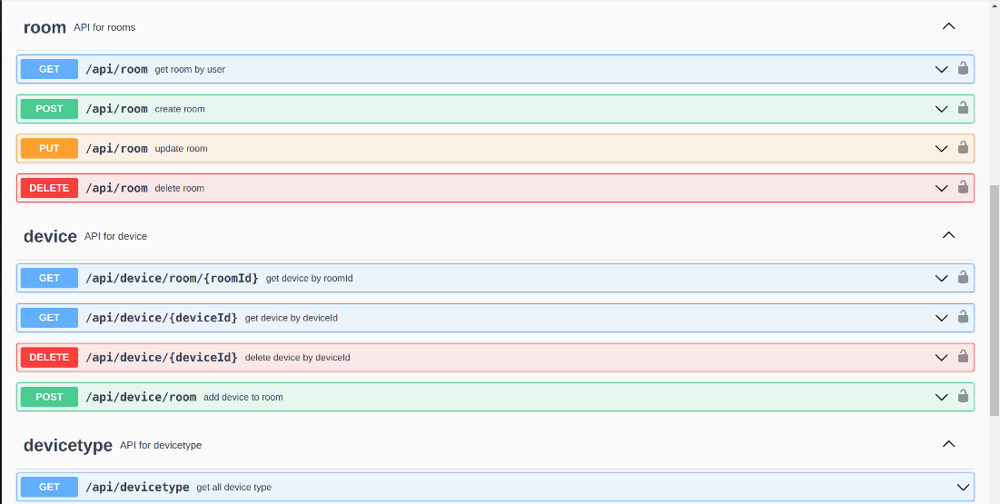 room API for rooms
GET /api/room get room by user
POST /api/room create room
PUT /api/room update room
DELETE /api/room delete room
device API for device
GET /api/device/room/{roomId} get device by roomId
GET /api/device/{deviceId} get device by deviceId
DELETE /api/device/{deviceId} delete device by deviceId
POST /api/device/room add device to room
devicetype API for devicetype
GET /api/devicetype get all device type